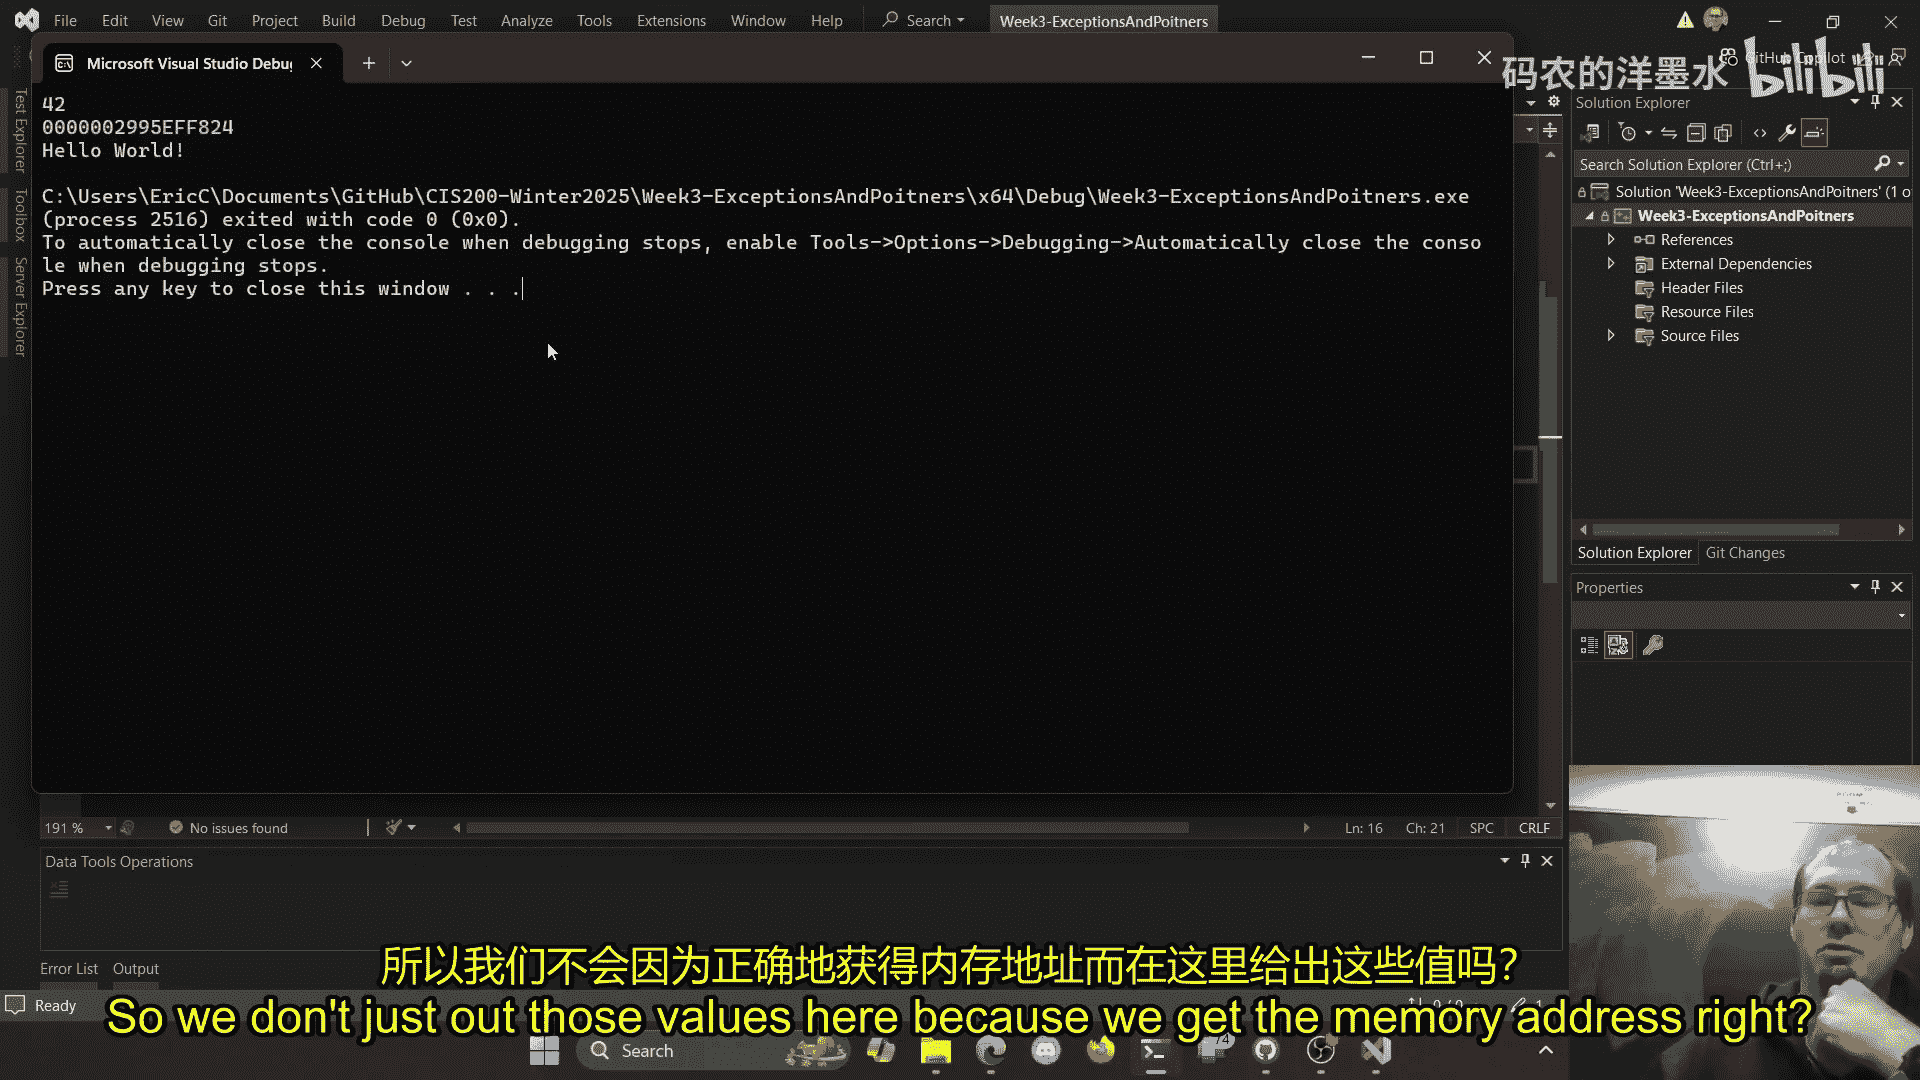 File Edit View Git Project Build Debug Test Analyze Tools Extensions Window Help Search Week3-ExceptionsAndPoitners
Microsoft Visual Studio Debu
码农的洋墨水 bilibili
GitHub Copilot
Test Explorer
Toolbox
Server Explorer
42
0000002995EFF824
Hello World!
C:\Users\EricC\Documents\GitHub\CIS200-Winter2025\Week3-ExceptionsAndPoitners\x64\Debug\Week3-ExceptionsAndPoitners.exe
(process 2516) exited with code 0 (0x0).
To automatically close the console when debugging stops, enable Tools->Options->Debugging->Automatically close the conso
le when debugging stops.
Press any key to close this window . . .
Solution Explorer
Search Solution Explorer (Ctrl+;)
Solution 'Week3-ExceptionsAndPoitners' (1 o
Week3-ExceptionsAndPoitners
References
External Dependencies
Header Files
Resource Files
Source Files
Solution Explorer Git Changes
Properties
191 % No issues found Ln: 16 Ch: 21 SPC CRLF
Data Tools Operations
Error List Output
Ready
所以我们不会因为正确地获得内存地址而在这里给出这些值吗?
So we don't just out those values here because we get the memory address right?
Search